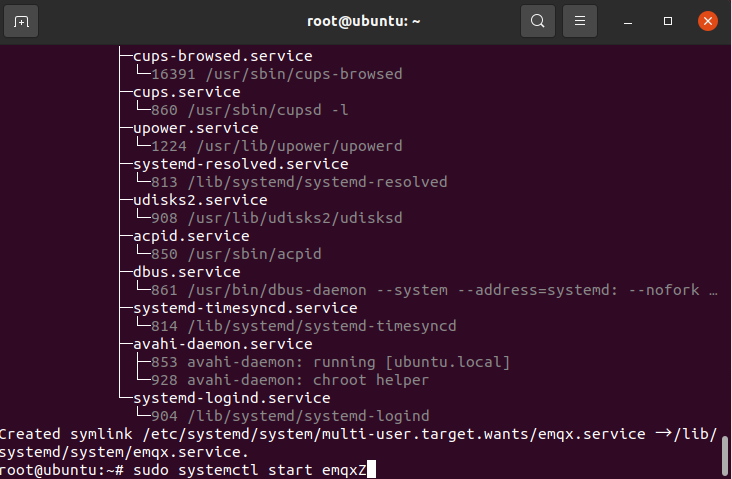 root@ubuntu: ~
├─cups-browsed.service
│ └─16391 /usr/sbin/cups-browsed
├─cups.service
│ └─860 /usr/sbin/cupsd -l
├─upower.service
│ └─1224 /usr/lib/upower/upowerd
├─systemd-resolved.service
│ └─813 /lib/systemd/systemd-resolved
├─udisks2.service
│ └─908 /usr/lib/udisks2/udisksd
├─acpid.service
│ └─850 /usr/sbin/acpid
├─dbus.service
│ └─861 /usr/bin/dbus-daemon --system --address=systemd: --nofork …
├─systemd-timesyncd.service
│ └─814 /lib/systemd/systemd-timesyncd
├─avahi-daemon.service
│ ├─853 avahi-daemon: running [ubuntu.local]
│ └─928 avahi-daemon: chroot helper
└─systemd-logind.service
  └─904 /lib/systemd/systemd-logind
Created symlink /etc/systemd/system/multi-user.target.wants/emqx.service →/lib/
systemd/system/emqx.service.
root@ubuntu:~# sudo systemctl start emqxZ